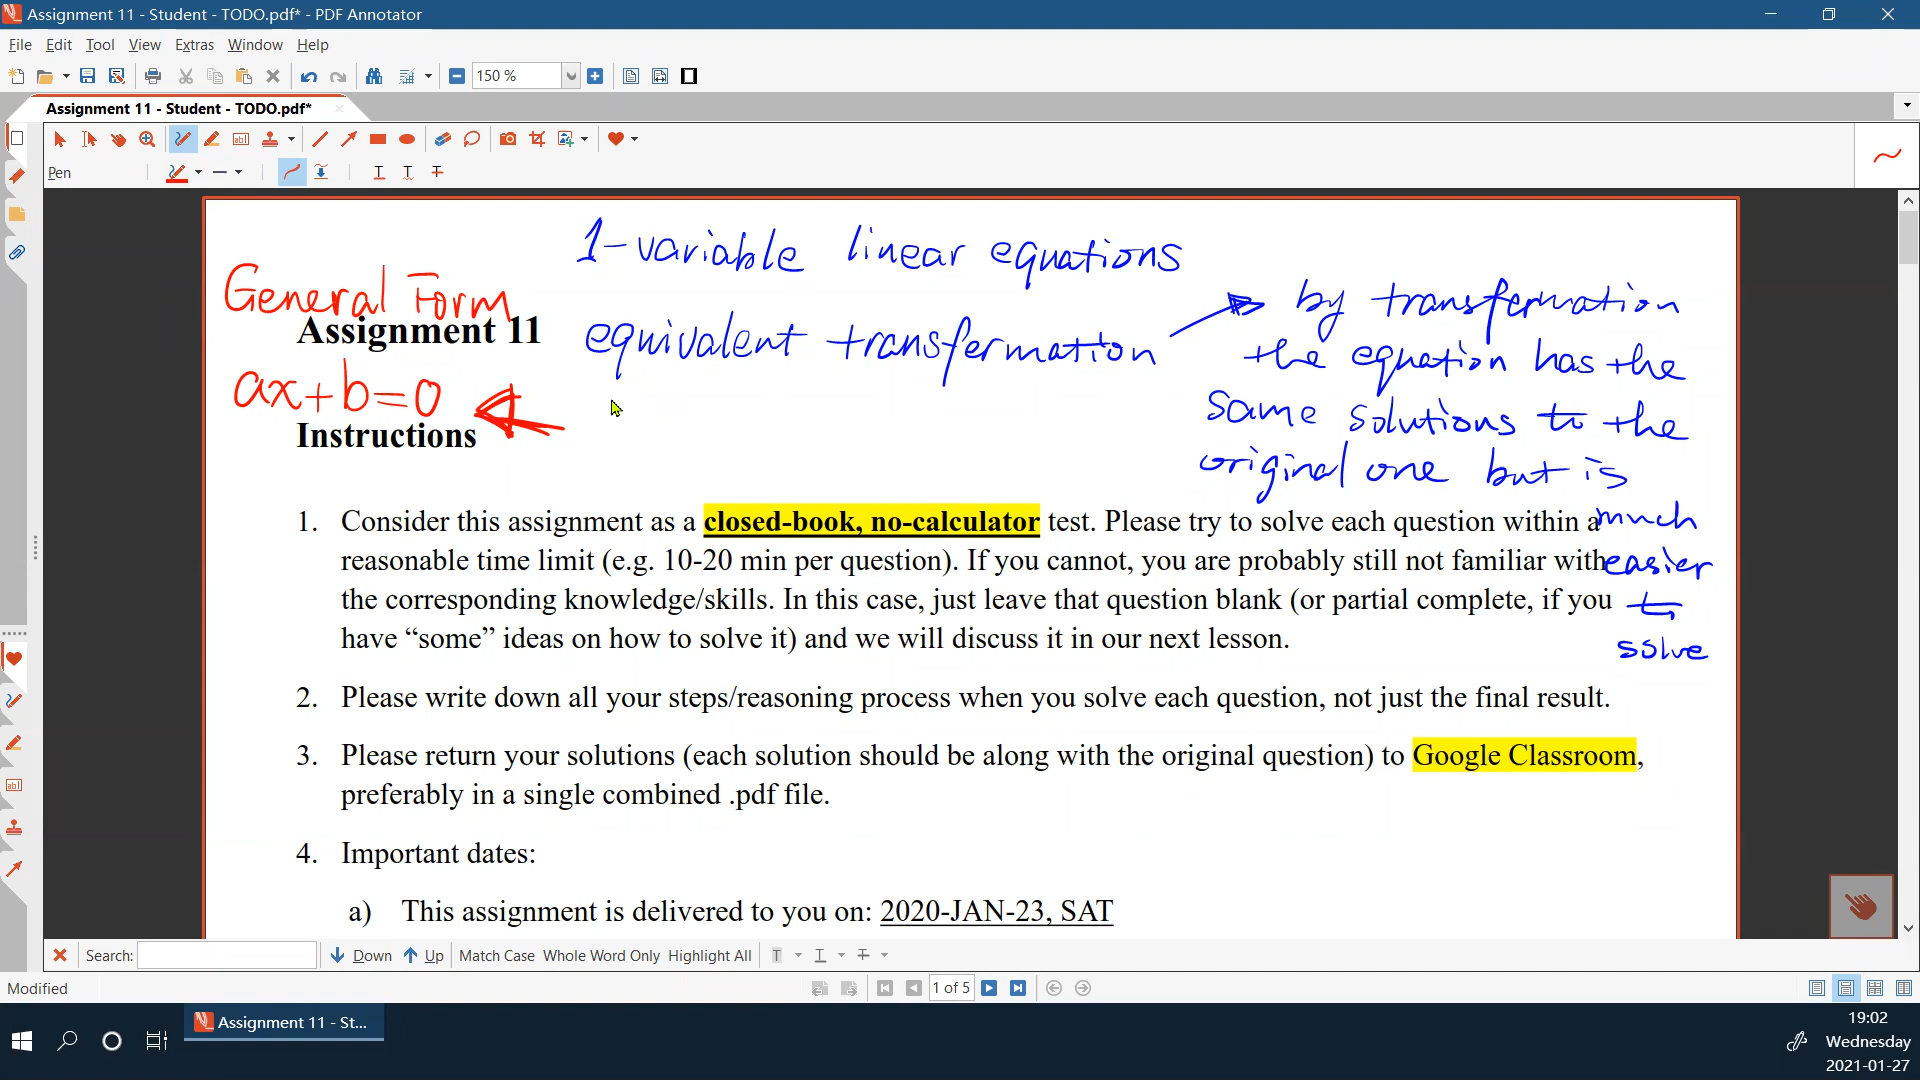 Assignment 11 - Student - TODO.pdf* - PDF Annotator
File Edit Tool View Extras Window Help
150 %
Assignment 11 - Student - TODO.pdf*
Pen
1-variable linear equations
General Form
Assignment 11
equivalent transfermation
by transfermation
the equation has the
same solutions to the
original one but is
much
easier
to
solve
ax+b=0
Instructions
1. Consider this assignment as a closed-book, no-calculator test. Please try to solve each question within a
reasonable time limit (e.g. 10-20 min per question). If you cannot, you are probably still not familiar with
the corresponding knowledge/skills. In this case, just leave that question blank (or partial complete, if you
have “some” ideas on how to solve it) and we will discuss it in our next lesson.
2. Please write down all your steps/reasoning process when you solve each question, not just the final result.
3. Please return your solutions (each solution should be along with the original question) to Google Classroom,
preferably in a single combined .pdf file.
4. Important dates:
a) This assignment is delivered to you on: 2020-JAN-23, SAT
Search: Down Up Match Case Whole Word Only Highlight All
Modified
1 of 5
Assignment 11 - St...
19:02
Wednesday
2021-01-27